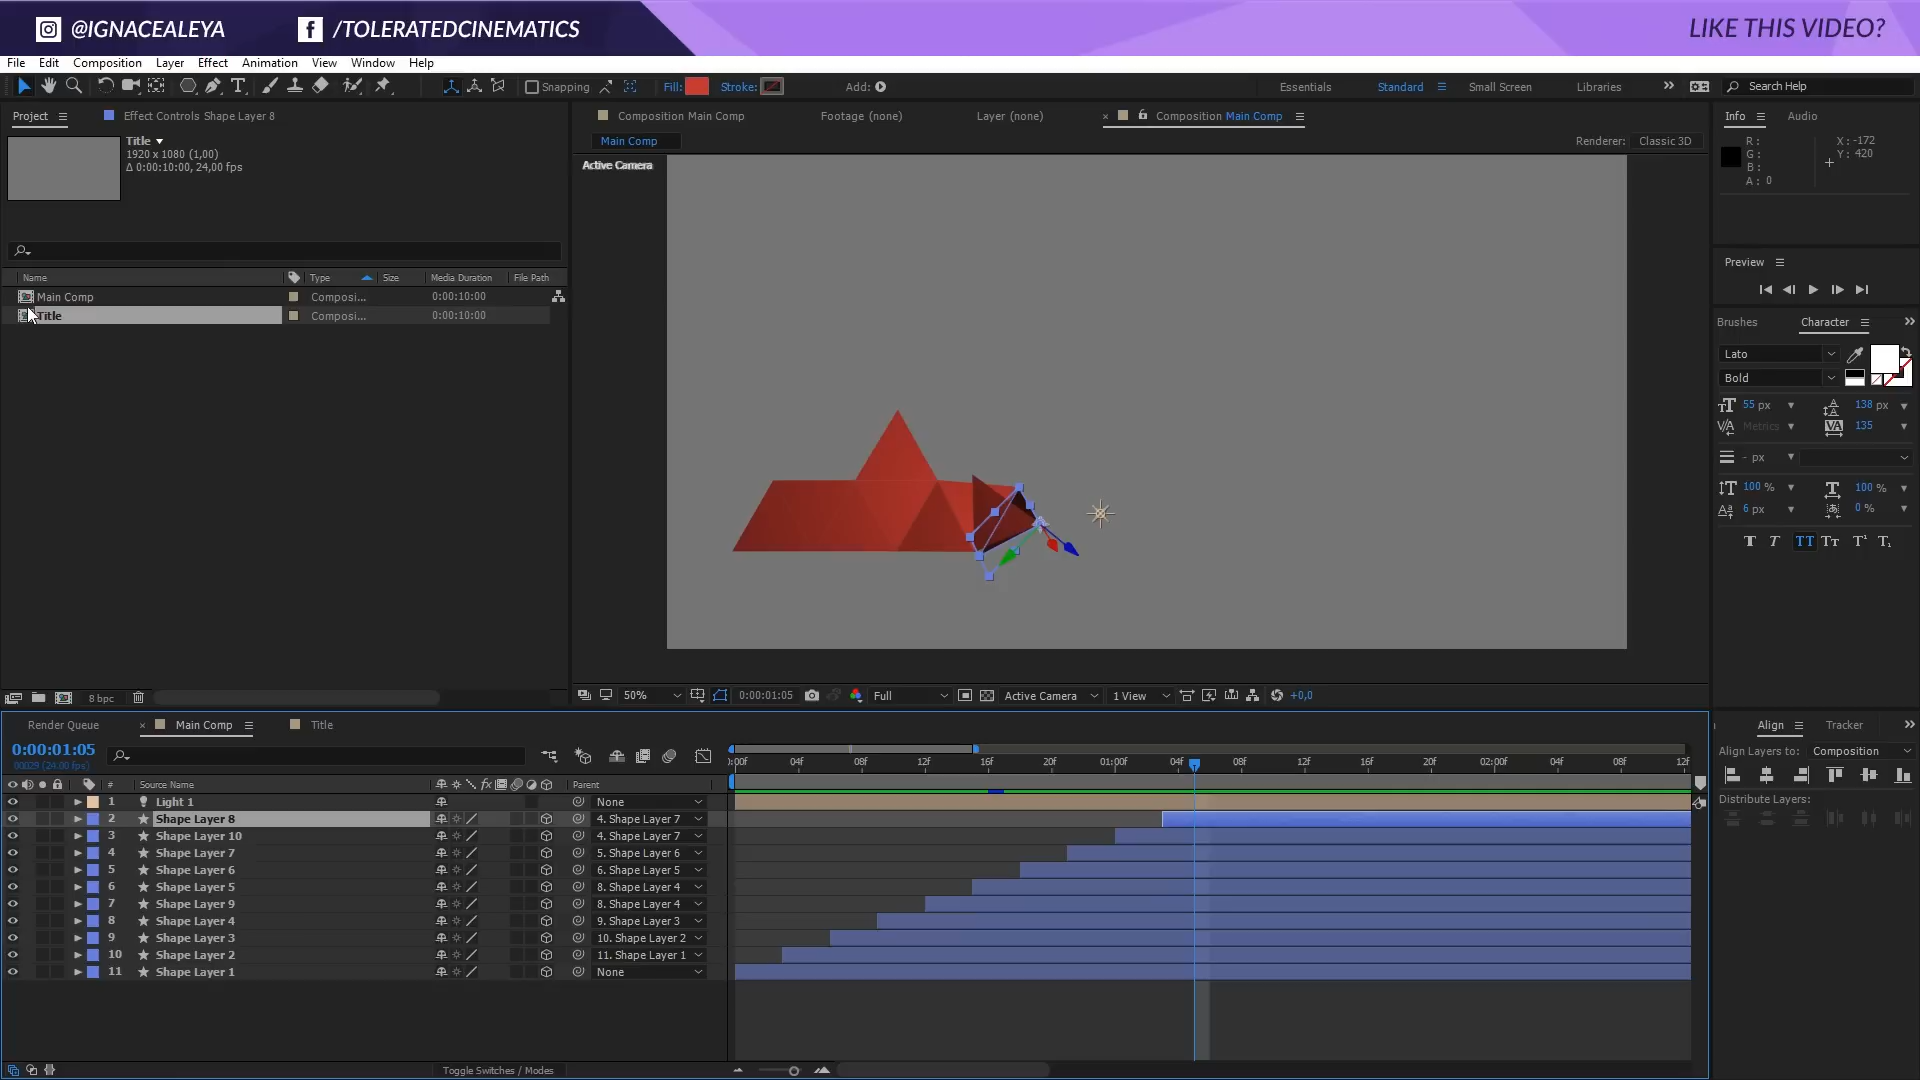 @IGNACEALEYA
/TOLERATEDCINEMATICS
LIKE THIS VIDEO?
File Edit Composition Layer Effect Animation View Window Help
Snapping
Fill:
Stroke:
Add:
Essentials
Standard
Small Screen
Libraries
Search Help
Project
Effect Controls Shape Layer 8
Composition Main Comp
Footage (none)
Layer (none)
Composition Main Comp
Info
Audio
Title
1920 x 1080 (1,00)
Δ 0:00:10:00, 24,00 fps
Main Comp
Renderer: Classic 3D
Active Camera
R :
G :
B :
A : 0
X : -172
Y : 420
Name Type Size Media Duration File Path
Main Comp Composi... 0:00:10:00
Title Composi... 0:00:10:00
Preview
Brushes
Character
Lato
Bold
55 px
138 px
Metrics
135
- px
100 %
100 %
6 px
0 %
8 bpc
50%
0:00:01:05
Full
Active Camera
1 View
+0,0
Render Queue
Main Comp
Title
0:00:01:05
00029 (24.00 fps)
:00f 04f 08f 12f 16f 20f 01:00f 04f 08f 12f 16f 20f 02:00f 04f 08f 12f
# Source Name Parent
1 Light 1 None
2 Shape Layer 8 4. Shape Layer 7
3 Shape Layer 10 4. Shape Layer 7
4 Shape Layer 7 5. Shape Layer 6
5 Shape Layer 6 6. Shape Layer 5
6 Shape Layer 5 8. Shape Layer 4
7 Shape Layer 9 8. Shape Layer 4
8 Shape Layer 4 9. Shape Layer 3
9 Shape Layer 3 10. Shape Layer 2
10 Shape Layer 2 11. Shape Layer 1
11 Shape Layer 1 None
Toggle Switches / Modes
Align
Tracker
Align Layers to: Composition
Distribute Layers: